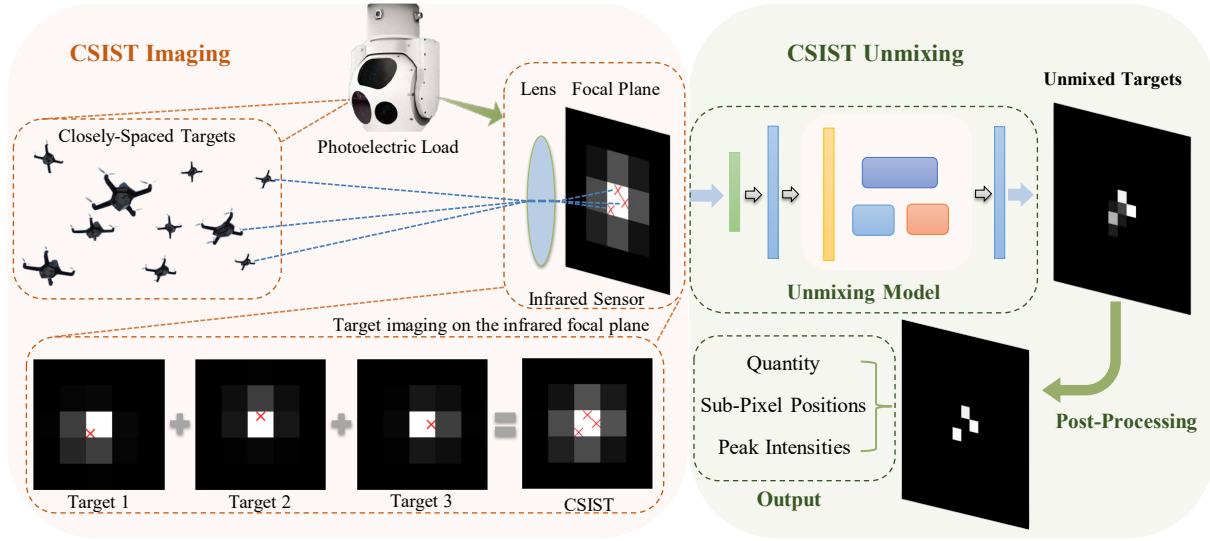 CSIST Imaging
CSIST Unmixing
Closely-Spaced Targets
Photoelectric Load
Lens
Focal Plane
Infrared Sensor
Unmixed Targets
Unmixing Model
Target imaging on the infrared focal plane
Target 1
Target 2
Target 3
CSIST
Quantity
Sub-Pixel Positions
Peak Intensities
Output
Post-Processing